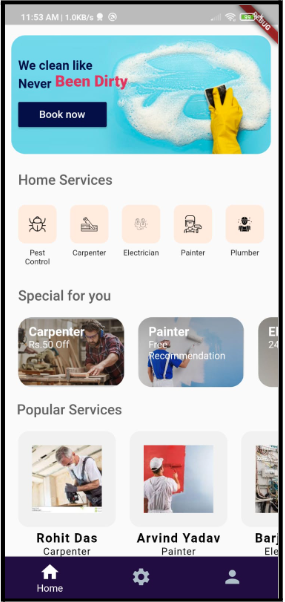 11:53 AM | 1.0KB/s
We clean like
Never Been Dirty
Book now
Home Services
Pest
Control
Carpenter
Electrician
Painter
Plumber
Special for you
Carpenter
Rs.50 Off
Painter
Free
Recommendation
El
24
Popular Services
Rohit Das
Carpenter
Arvind Yadav
Painter
Barj
Ele
Home